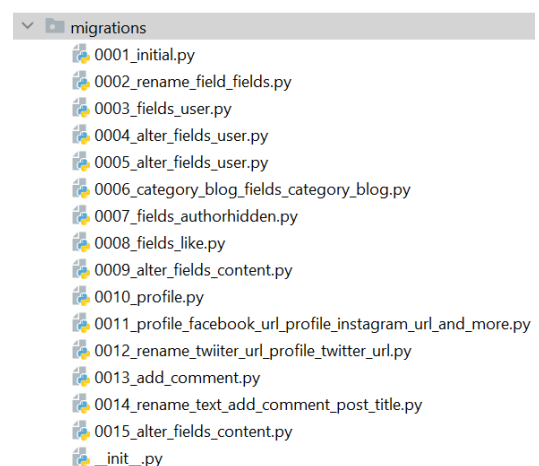 migrations
0001_initial.py
0002_rename_field_fields.py
0003_fields_user.py
0004_alter_fields_user.py
0005_alter_fields_user.py
0006_category_blog_fields_category_blog.py
0007_fields_authorhidden.py
0008_fields_like.py
0009_alter_fields_content.py
0010_profile.py
0011_profile_facebook_url_profile_instagram_url_and_more.py
0012_rename_twiiter_url_profile_twitter_url.py
0013_add_comment.py
0014_rename_text_add_comment_post_title.py
0015_alter_fields_content.py
__init__.py